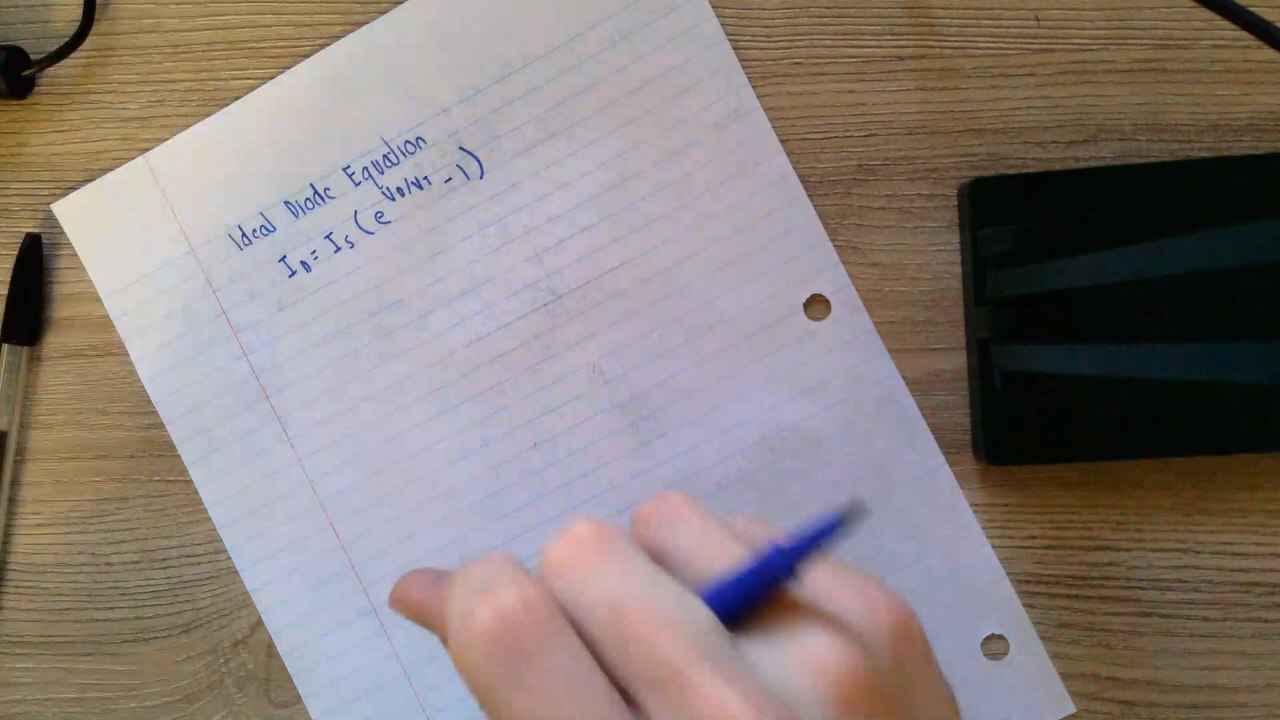 Ideal Diode Equation
I_D = I_S (e^{V_D/V_T} - 1)